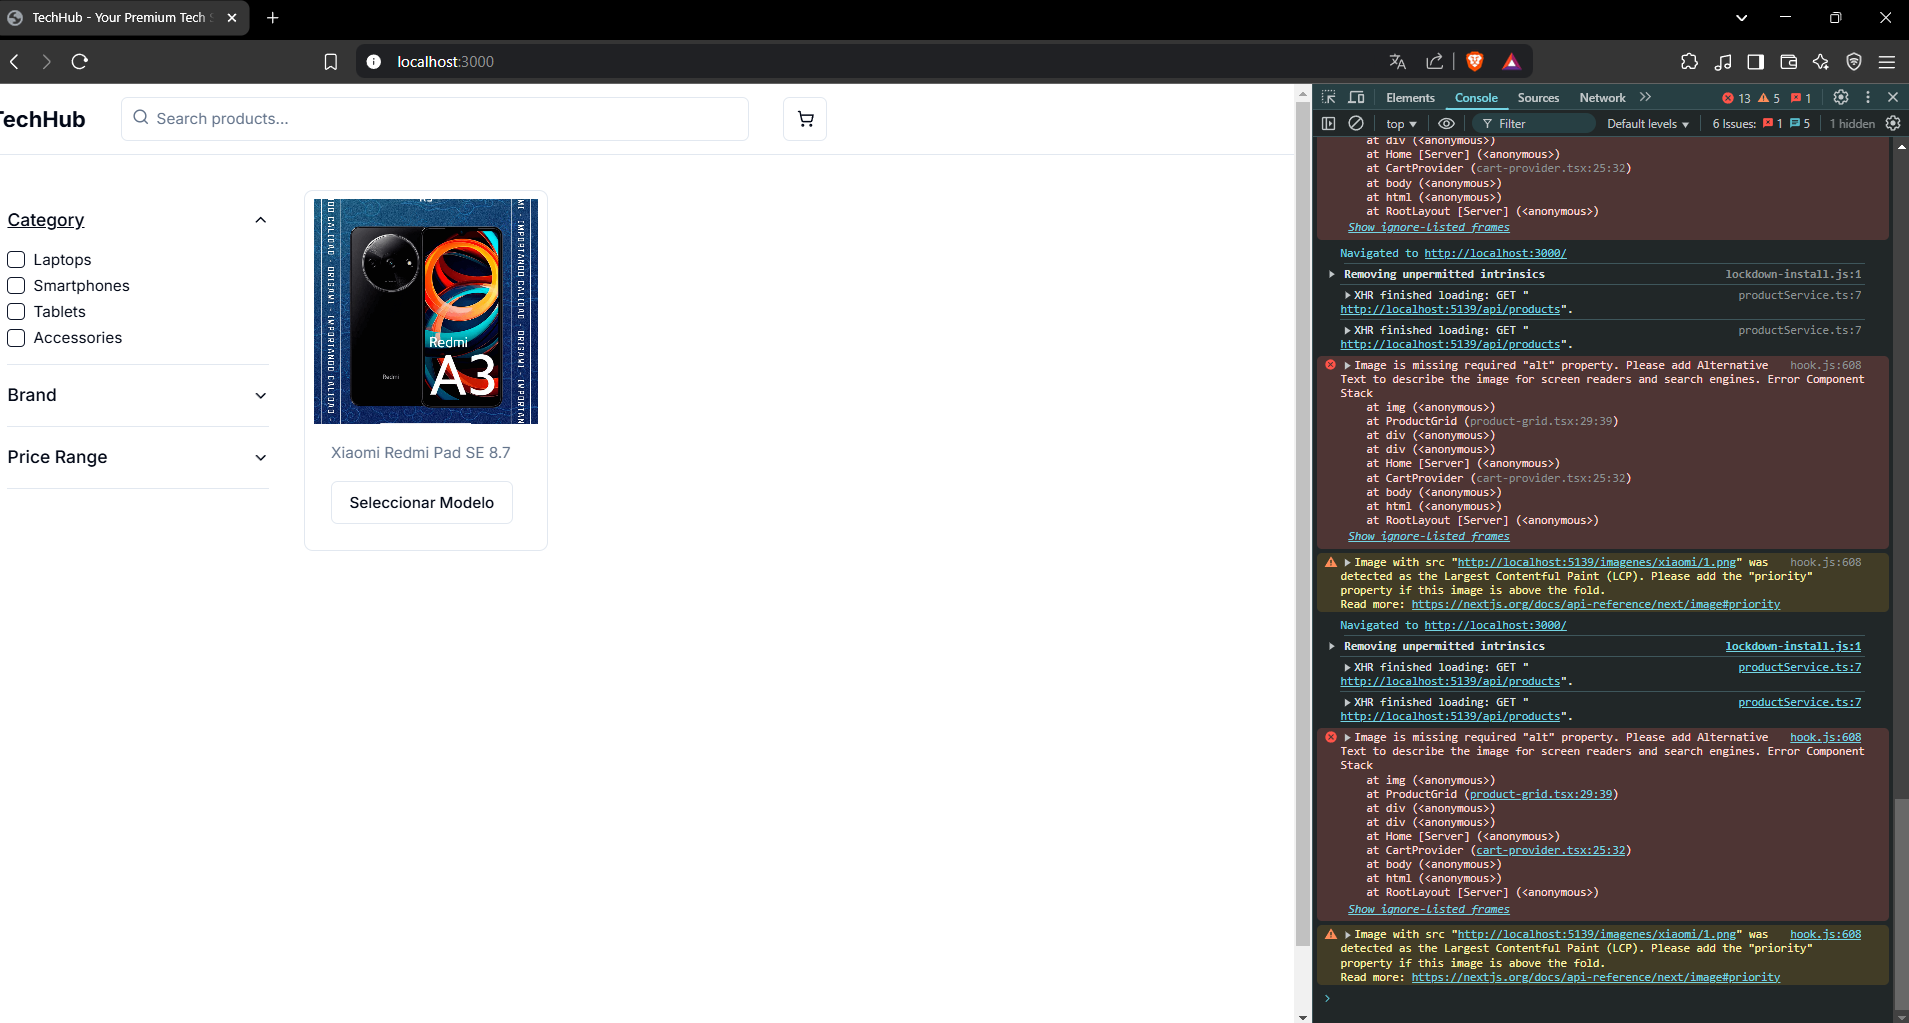 TechHub - Your Premium Tech
localhost:3000
TechHub
Search products...
Category
Laptops
Smartphones
Tablets
Accessories
Brand
Price Range
IMPORTANDO CALIDAD · ORIGAMI · IMPORTANDO CALIDAD ·
Redmi
A3
Redmi
IMPORTANDO CALIDAD · ORIGAMI · IMPORTAN
Xiaomi Redmi Pad SE 8.7
Seleccionar Modelo
Elements Console Sources Network 13 5 1
top Filter Default levels 6 Issues: 1 5 1 hidden
at div (<anonymous>)
at Home [Server] (<anonymous>)
at CartProvider (cart-provider.tsx:25:32)
at body (<anonymous>)
at html (<anonymous>)
at RootLayout [Server] (<anonymous>)
Show ignore-listed frames
Navigated to http://localhost:3000/
Removing unpermitted intrinsics lockdown-install.js:1
XHR finished loading: GET " productService.ts:7
http://localhost:5139/api/products".
XHR finished loading: GET " productService.ts:7
http://localhost:5139/api/products".
Image is missing required "alt" property. Please add Alternative hook.js:608
Text to describe the image for screen readers and search engines. Error Component
Stack
at img (<anonymous>)
at ProductGrid (product-grid.tsx:29:39)
at div (<anonymous>)
at div (<anonymous>)
at Home [Server] (<anonymous>)
at CartProvider (cart-provider.tsx:25:32)
at body (<anonymous>)
at html (<anonymous>)
at RootLayout [Server] (<anonymous>)
Show ignore-listed frames
Image with src "http://localhost:5139/imagenes/xiaomi/1.png" was hook.js:608
detected as the Largest Contentful Paint (LCP). Please add the "priority"
property if this image is above the fold.
Read more: https://nextjs.org/docs/api-reference/next/image#priority
Navigated to http://localhost:3000/
Removing unpermitted intrinsics lockdown-install.js:1
XHR finished loading: GET " productService.ts:7
http://localhost:5139/api/products".
XHR finished loading: GET " productService.ts:7
http://localhost:5139/api/products".
Image is missing required "alt" property. Please add Alternative hook.js:608
Text to describe the image for screen readers and search engines. Error Component
Stack
at img (<anonymous>)
at ProductGrid (product-grid.tsx:29:39)
at div (<anonymous>)
at div (<anonymous>)
at Home [Server] (<anonymous>)
at CartProvider (cart-provider.tsx:25:32)
at body (<anonymous>)
at html (<anonymous>)
at RootLayout [Server] (<anonymous>)
Show ignore-listed frames
Image with src "http://localhost:5139/imagenes/xiaomi/1.png" was hook.js:608
detected as the Largest Contentful Paint (LCP). Please add the "priority"
property if this image is above the fold.
Read more: https://nextjs.org/docs/api-reference/next/image#priority